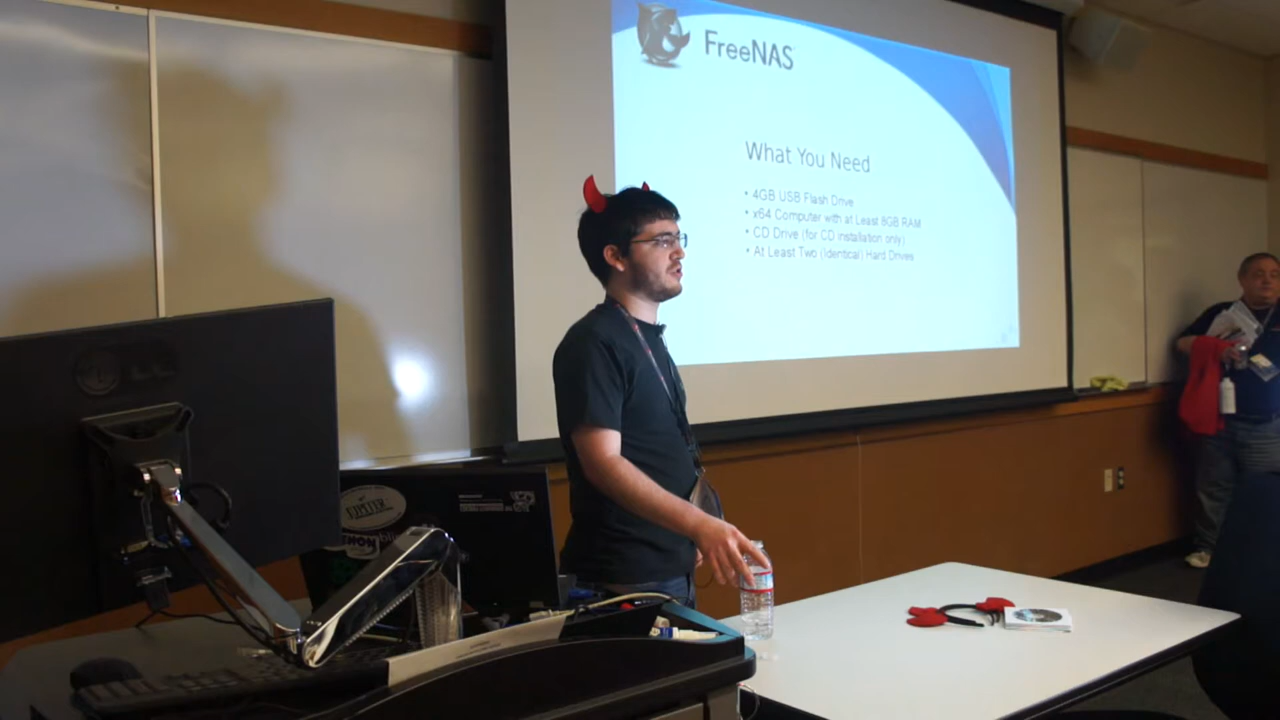 FreeNAS
What You Need
• 4GB USB Flash Drive
• x64 Computer with at Least 8GB RAM
• CD Drive (for CD installation only)
• At Least Two (Identical) Hard Drives
JUPITER